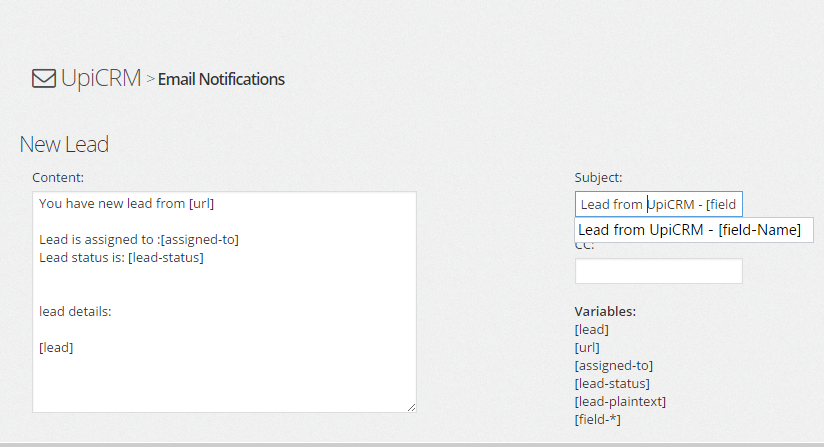 UpiCRM > Email Notifications
New Lead
Content:
You have new lead from [url]
Lead is assigned to :[assigned-to]
Lead status is: [lead-status]
lead details:
[lead]
Subject:
Lead from UpiCRM - [field
Lead from UpiCRM - [field-Name]
CC:
Variables:
[lead]
[url]
[assigned-to]
[lead-status]
[lead-plaintext]
[field-*]